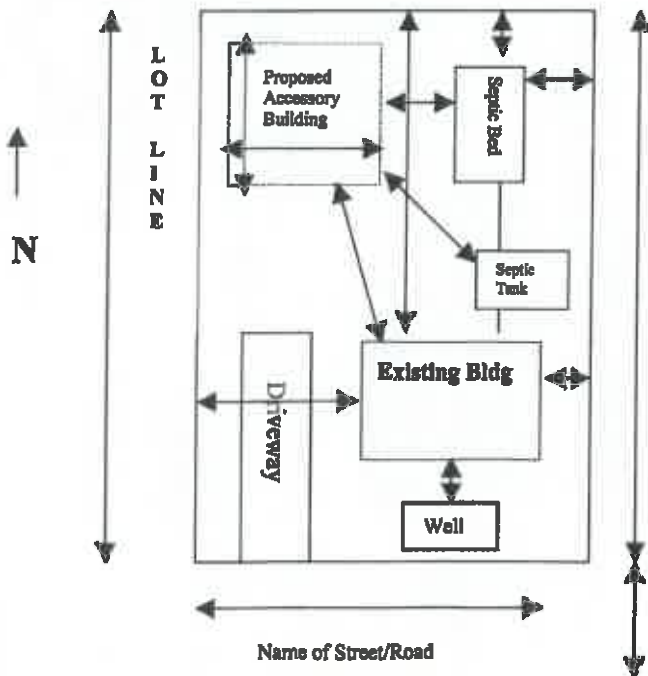 LOT LINE
Proposed
Accessory
Building
Septic Bed
N
Septic
Tank
Existing Bldg
Driveway
Well
Name of Street/Road